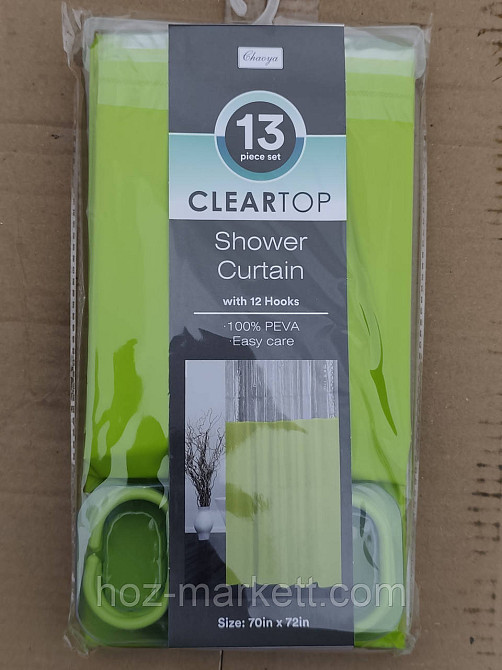 Chaoya
13
piece set
CLEARTOP
Shower
Curtain
with 12 Hooks
·100% PEVA
·Easy care
hoz-markett.com
Size: 70in x 72in